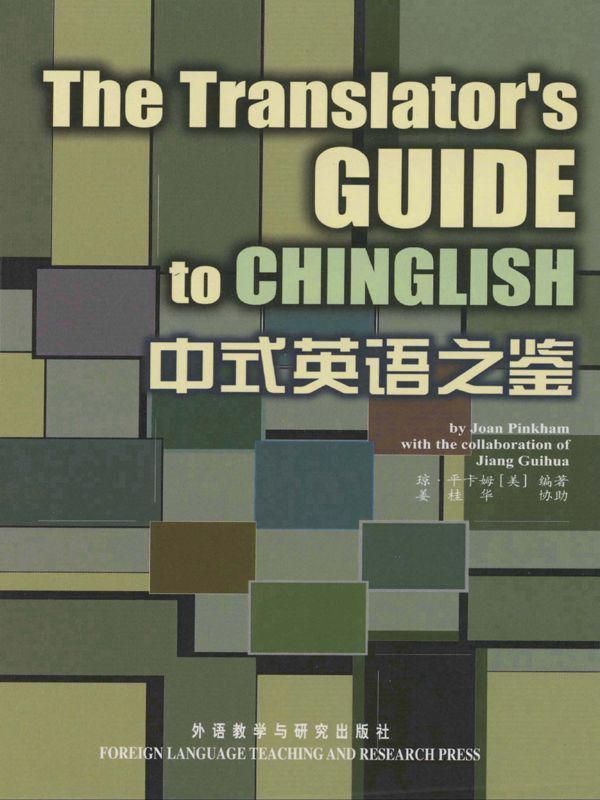 The Translator's
GUIDE
to CHINGLISH
中式英语之鉴
by Joan Pinkham
with the collaboration of
Jiang Guihua
琼·平卡姆[美] 编著
姜桂华 协助
外语教学与研究出版社
FOREIGN LANGUAGE TEACHING AND RESEARCH PRESS